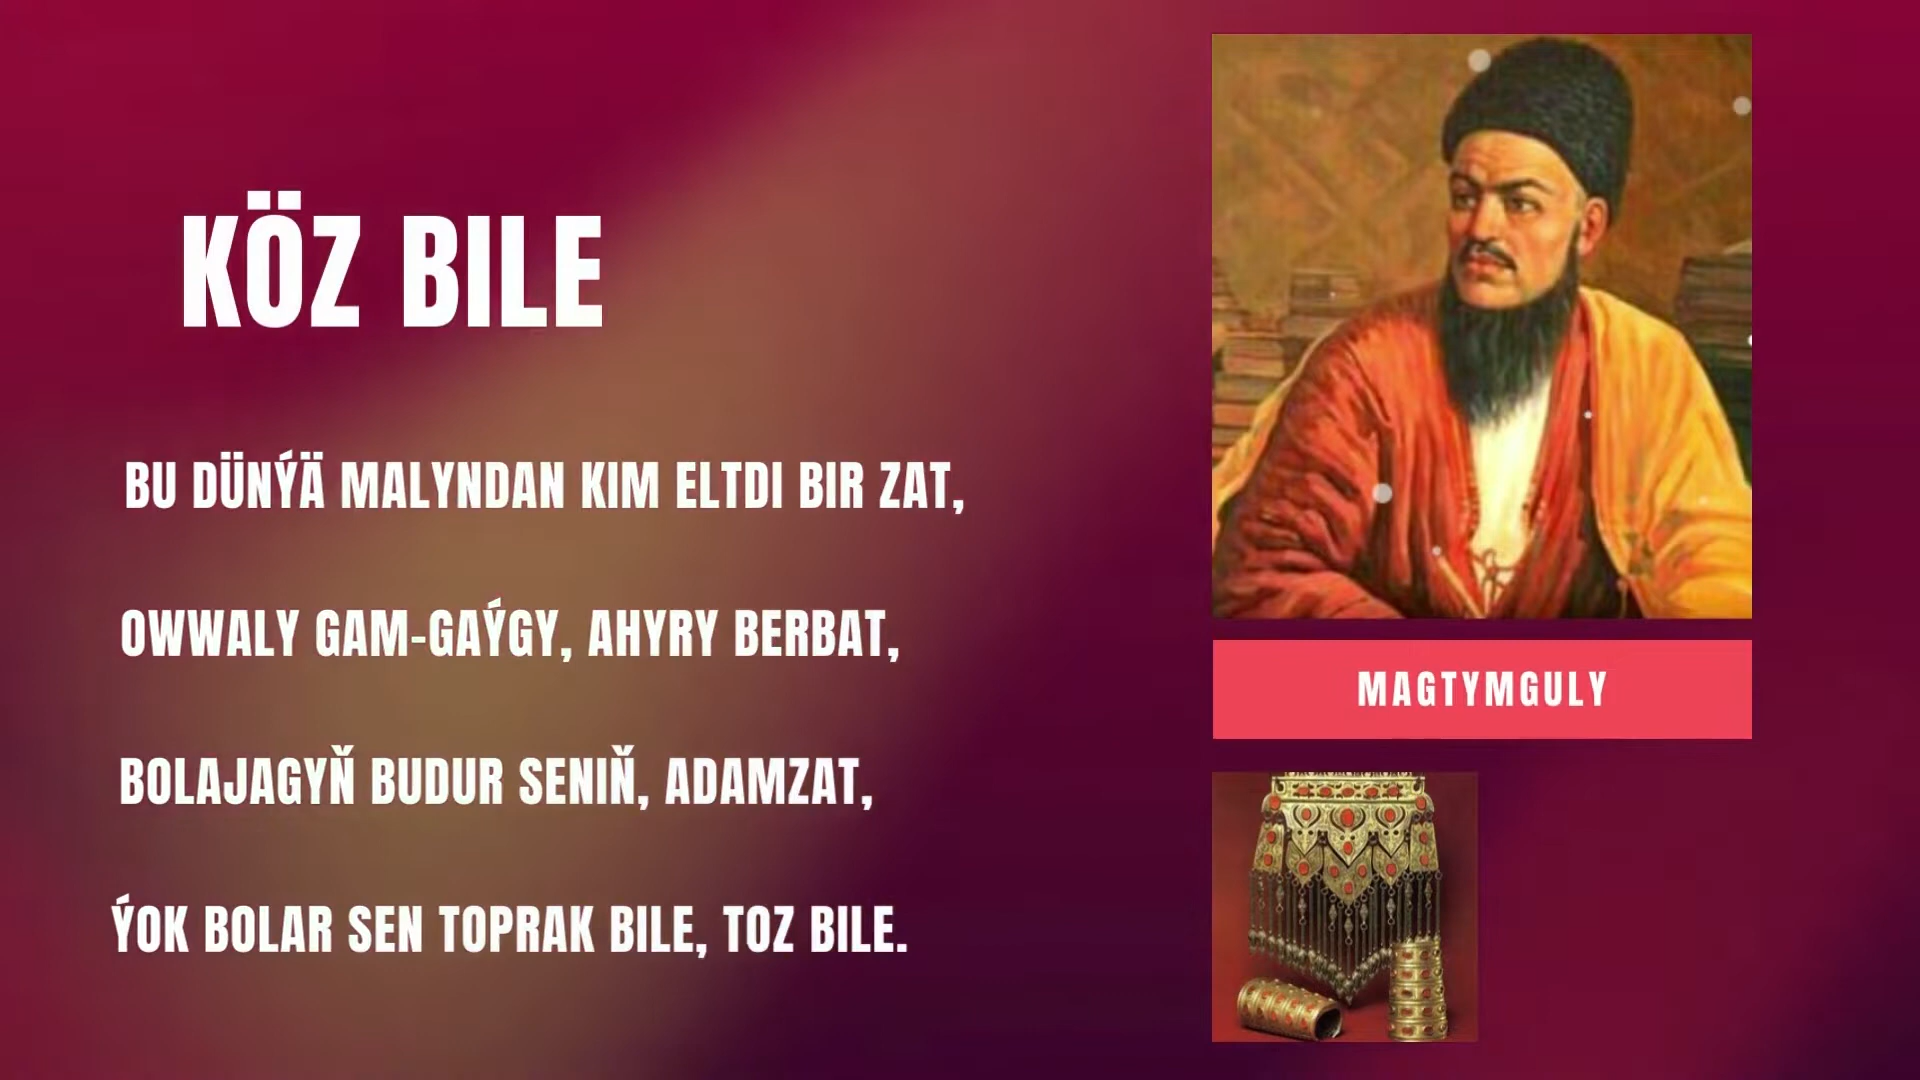 KÖZ BILE
BU DÜNÝÄ MALYNDAN KIM ELTDI BIR ZAT,
OWWALY GAM-GAÝGY, AHYRY BERBAT,
BOLAJAGYŇ BUDUR SENIŇ, ADAMZAT,
ÝOK BOLAR SEN TOPRAK BILE, TOZ BILE.
MAGTYMGULY